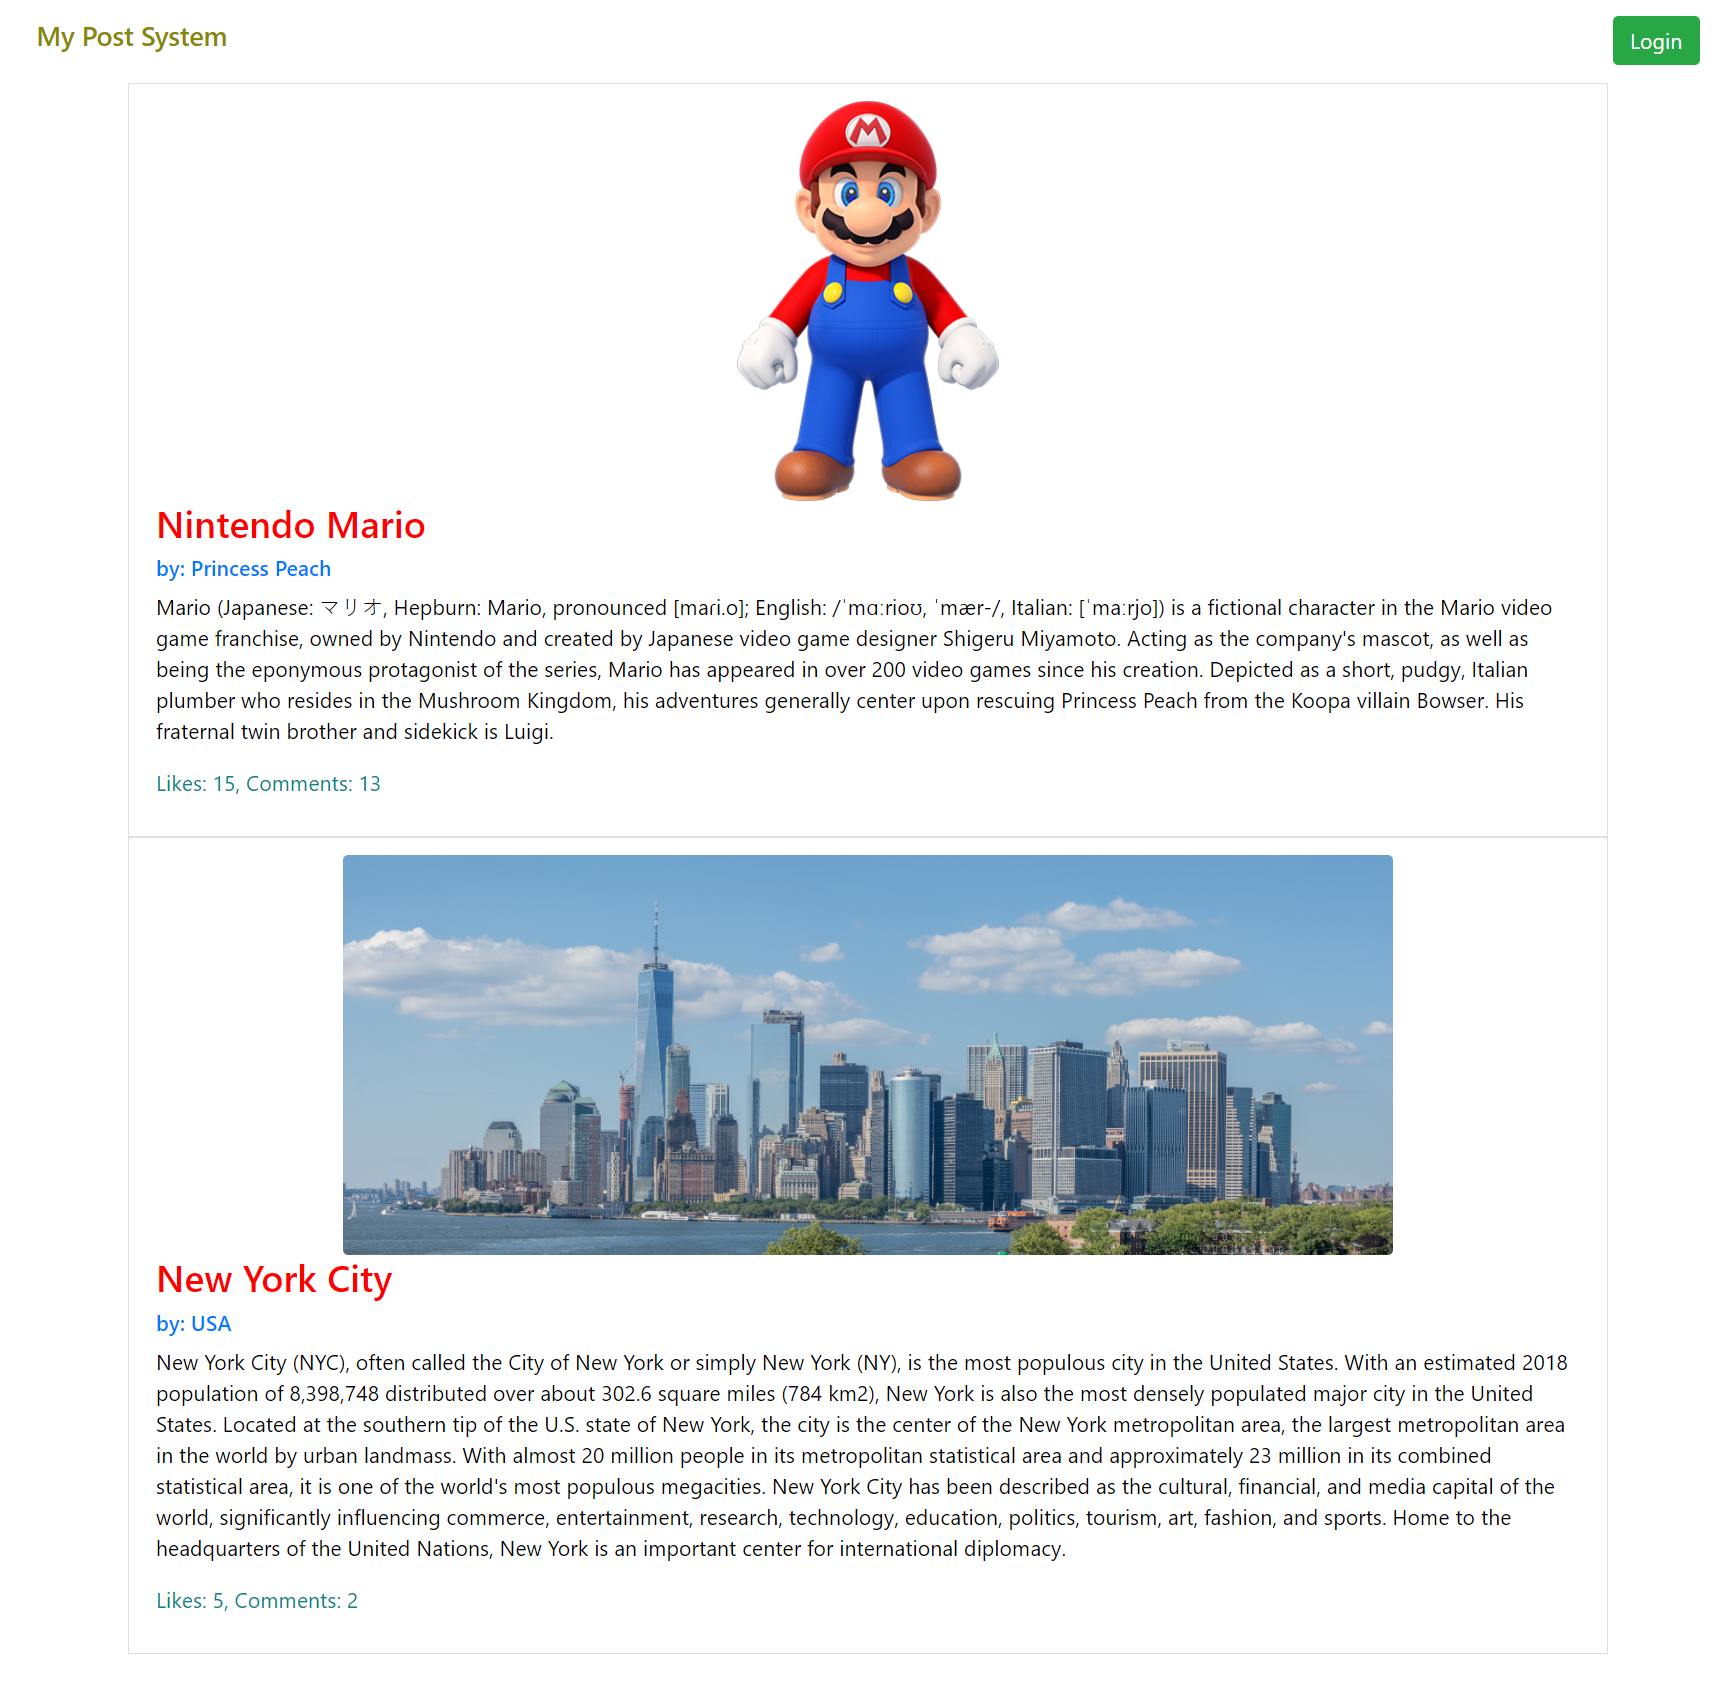 My Post System
Login
M
Nintendo Mario
by: Princess Peach
Mario (Japanese: マリオ, Hepburn: Mario, pronounced [maɾi.o]; English: /ˈmɑːrioʊ, ˈmær-/, Italian: [ˈmaːrjo]) is a fictional character in the Mario video
game franchise, owned by Nintendo and created by Japanese video game designer Shigeru Miyamoto. Acting as the company's mascot, as well as
being the eponymous protagonist of the series, Mario has appeared in over 200 video games since his creation. Depicted as a short, pudgy, Italian
plumber who resides in the Mushroom Kingdom, his adventures generally center upon rescuing Princess Peach from the Koopa villain Bowser. His
fraternal twin brother and sidekick is Luigi.
Likes: 15, Comments: 13
New York City
by: USA
New York City (NYC), often called the City of New York or simply New York (NY), is the most populous city in the United States. With an estimated 2018
population of 8,398,748 distributed over about 302.6 square miles (784 km2), New York is also the most densely populated major city in the United
States. Located at the southern tip of the U.S. state of New York, the city is the center of the New York metropolitan area, the largest metropolitan area
in the world by urban landmass. With almost 20 million people in its metropolitan statistical area and approximately 23 million in its combined
statistical area, it is one of the world's most populous megacities. New York City has been described as the cultural, financial, and media capital of the
world, significantly influencing commerce, entertainment, research, technology, education, politics, tourism, art, fashion, and sports. Home to the
headquarters of the United Nations, New York is an important center for international diplomacy.
Likes: 5, Comments: 2